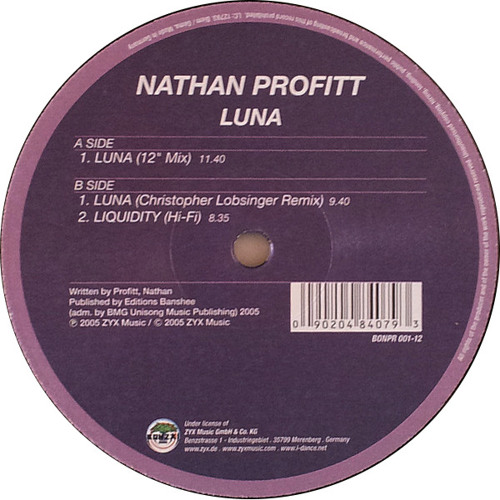 NATHAN PROFITT
LUNA
A SIDE
1. LUNA (12" Mix) 11.40
B SIDE
1. LUNA (Christopher Lobsinger Remix) 9.40
2. LIQUIDITY (Hi-Fi) 8.35
Written by Profitt, Nathan
Published by Editions Banshee
(adm. by BMG Unisong Music Publishing) 2005
℗ 2005 ZYX Music / © 2005 ZYX Music
0 90204 84079 3
BONPR 001-12
Under license of
ZYX Music GmbH & Co. KG
Benzstrasse 1 - Industriegebiet . 35799 Merenberg . Germany
www.zyx.de . www.zyxmusic.com . www.i-dance.net